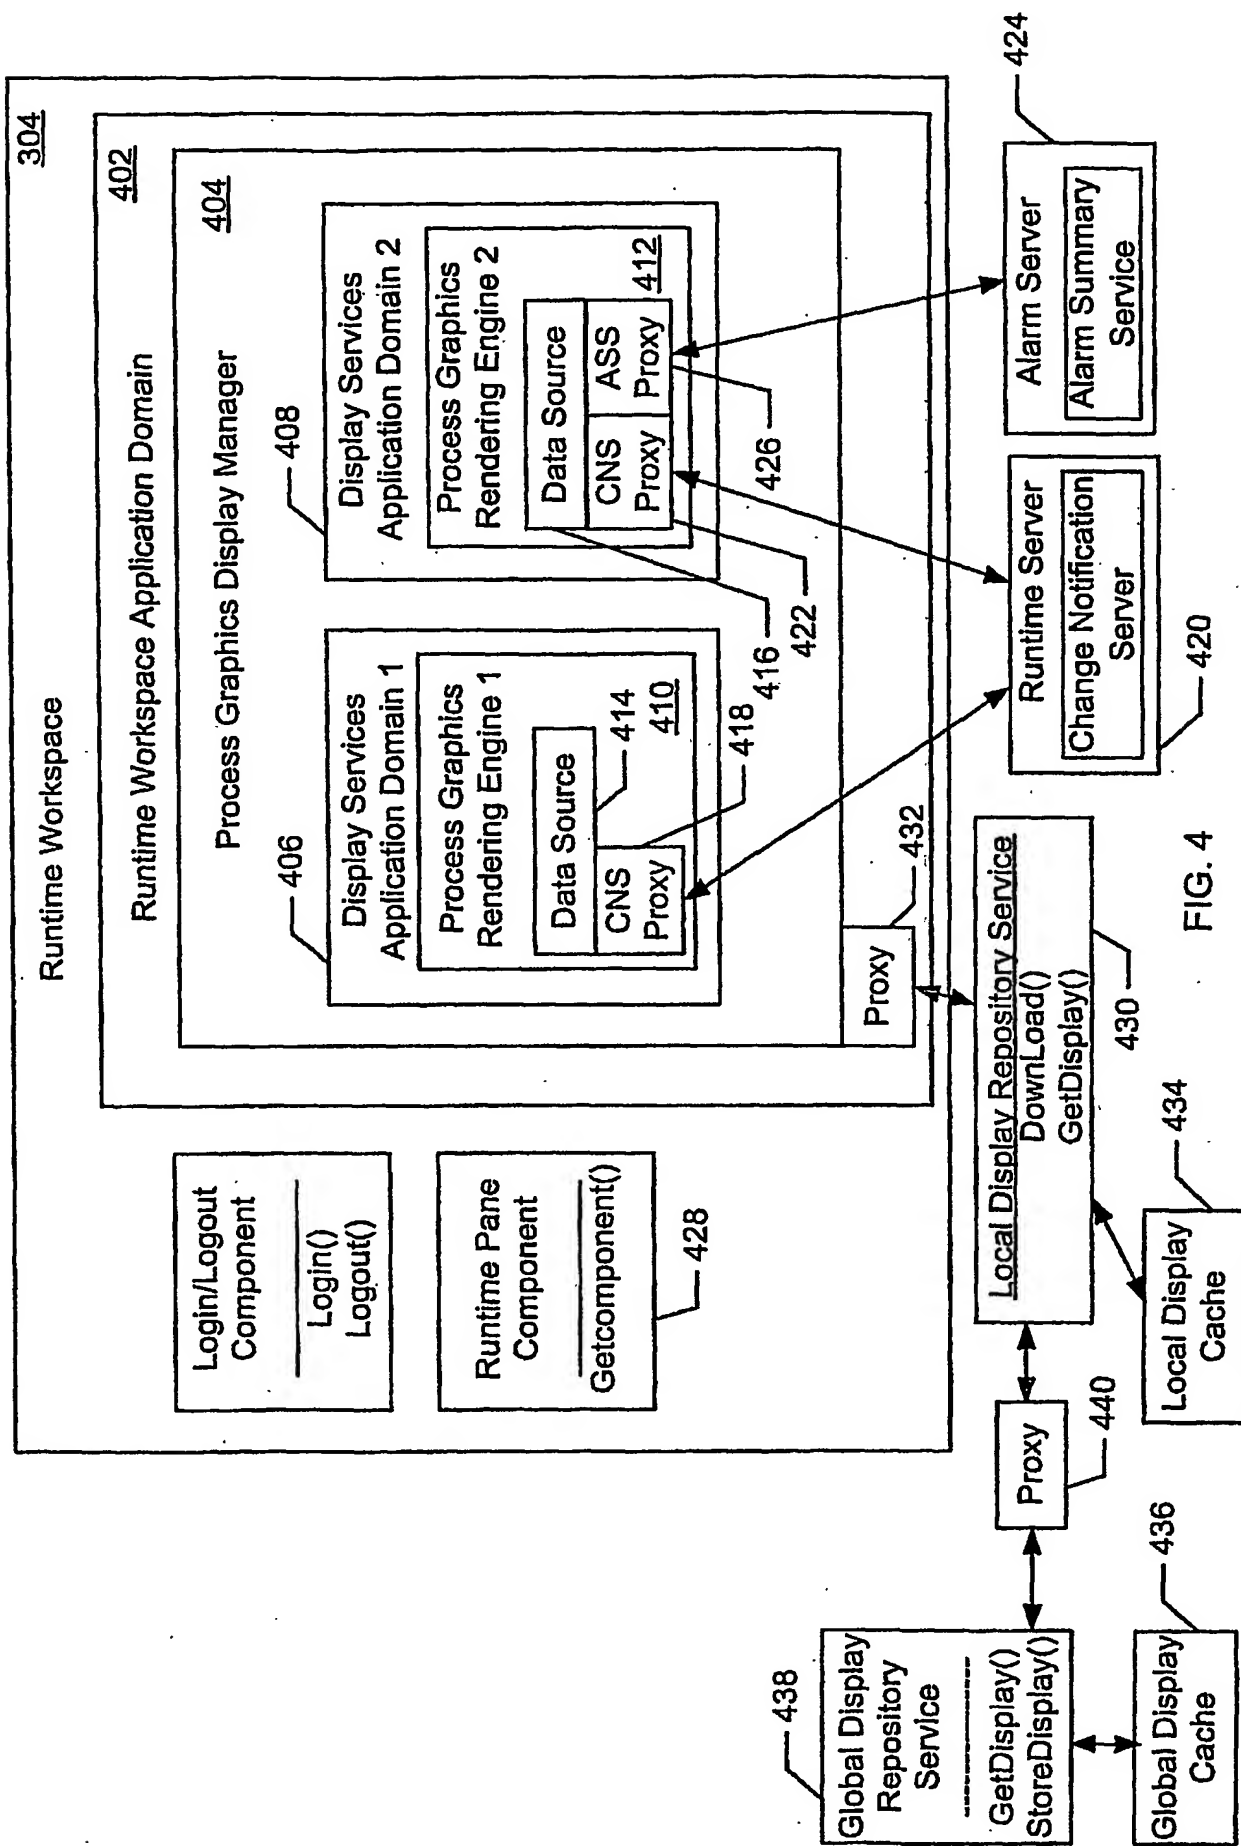 Runtime Workspace
304
Runtime Workspace Application Domain
402
Process Graphics Display Manager
404
Login/Logout
Component
Login()
Logout()
Runtime Pane
Component
Getcomponent()
428
406
Display Services
Application Domain 1
Process Graphics
Rendering Engine 1
Data Source
CNS
Proxy
414
410
418
408
Display Services
Application Domain 2
Process Graphics
Rendering Engine 2
Data Source
CNS
Proxy
ASS
Proxy
412
416
422
426
Proxy
432
438
Global Display
Repository
Service
GetDisplay()
StoreDisplay()
Global Display
Cache
436
Proxy
440
Local Display Repository Service
DownLoad()
GetDisplay()
430
Local Display
Cache
434
Runtime Server
Change Notification
Server
420
Alarm Server
Alarm Summary
Service
424
FIG. 4